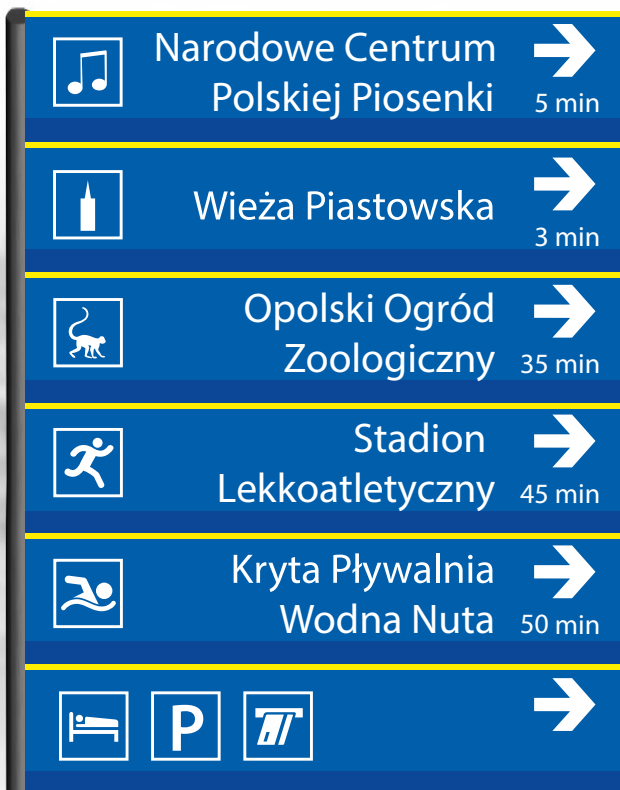 Narodowe Centrum
Polskiej Piosenki
5 min
Wieża Piastowska
3 min
Opolski Ogród
Zoologiczny
35 min
Stadion
Lekkoatletyczny
45 min
Kryta Pływalnia
Wodna Nuta
50 min
P